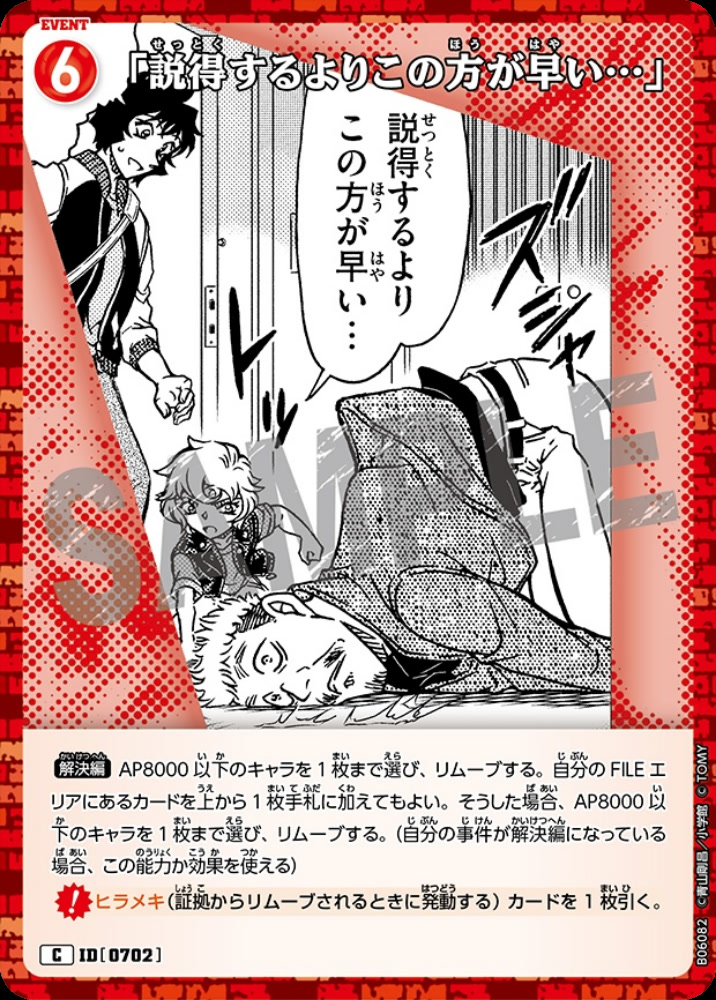 EVENT
6
「説得するよりこの方が早い…」
説得するより
この方が早い…
ズ
ズシャ
ドッ
SAMPLE
解決編 AP8000以下のキャラを1枚まで選び、リムーブする。自分のFILEエ
リアにあるカードを上から1枚手札に加えてもよい。そうした場合、AP8000以
下のキャラを1枚まで選び、リムーブする。(自分の事件が解決編になっている
場合、この能力か効果を使える)
ヒラメキ(証拠からリムーブされるときに発動する) カードを1枚引く。
C ID[0702]
B06082 ©青山剛昌/小学館 ©TOMY